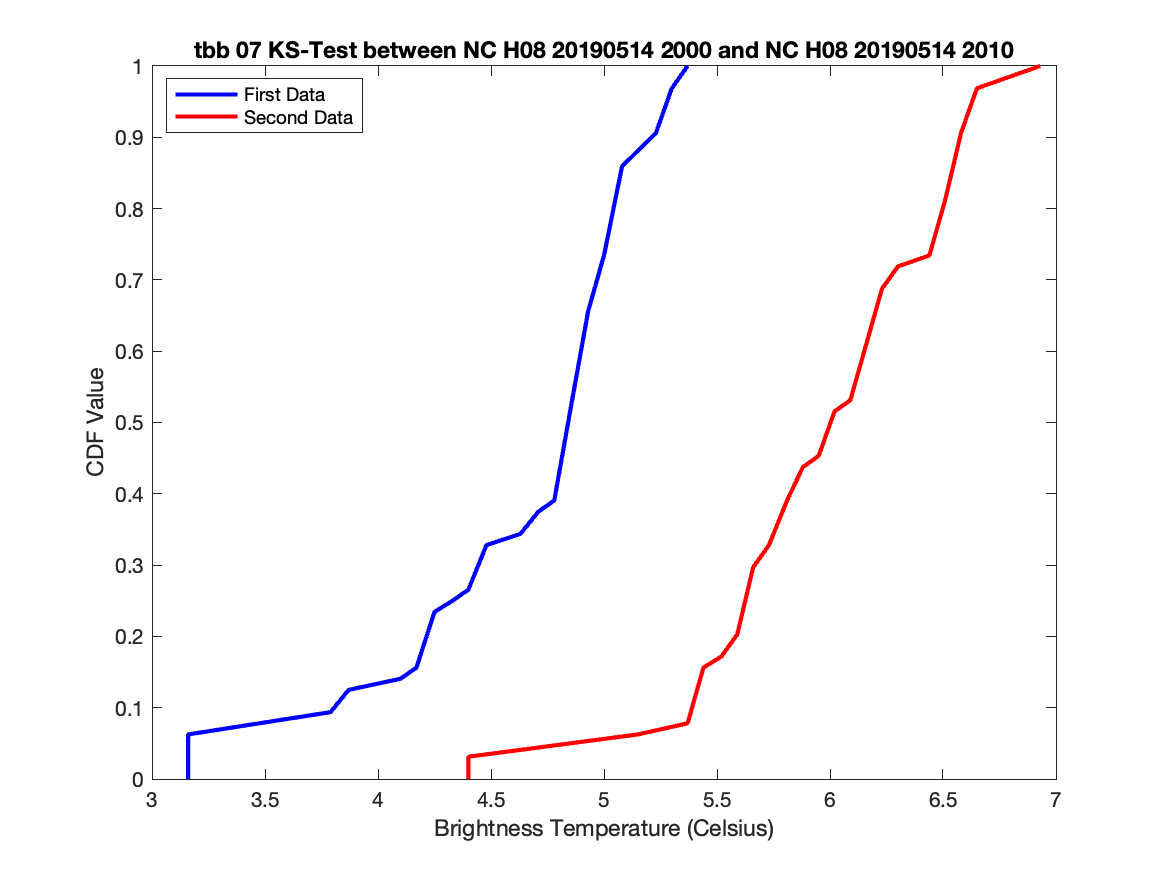 tbb 07 KS-Test between NC H08 20190514 2000 and NC H08 20190514 2010
First Data
Second Data
1
0.9
0.8
0.7
0.6
0.5
0.4
0.3
0.2
0.1
0
CDF Value
3 3.5 4 4.5 5 5.5 6 6.5 7
Brightness Temperature (Celsius)